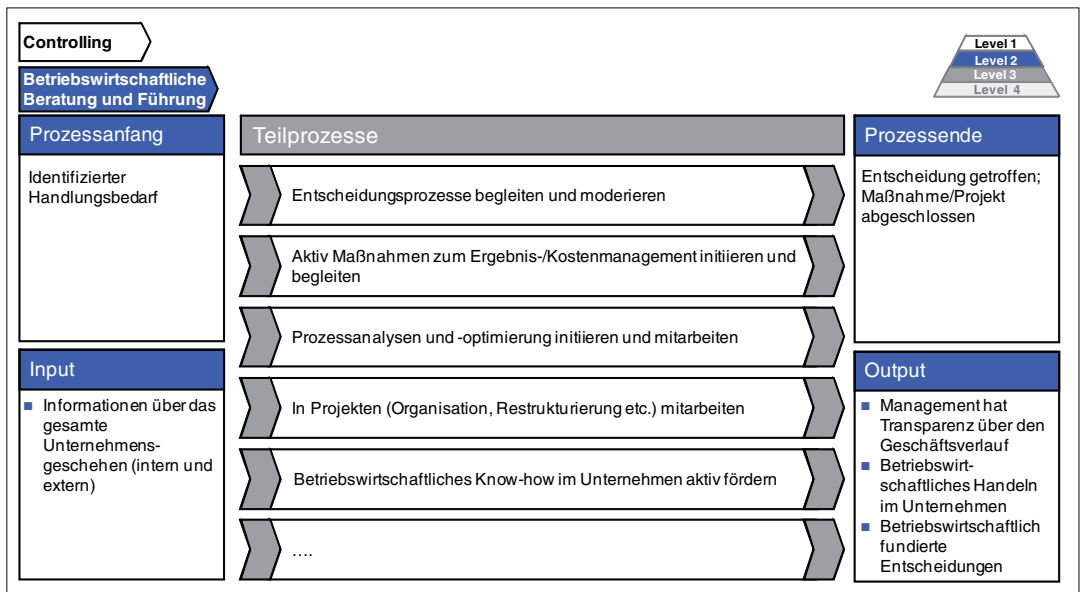 Controlling
Betriebswirtschaftliche
Beratung und Führung
Level 1
Level 2
Level 3
Level 4
Prozessanfang
Identifizierter
Handlungsbedarf
Input
Informationen über das
gesamte
Unternehmens-
geschehen (intern und
extern)
Teilprozesse
Entscheidungsprozesse begleiten und moderieren
Aktiv Maßnahmen zum Ergebnis-/Kostenmanagement initiieren und
begleiten
Prozessanalysen und -optimierung initiieren und mitarbeiten
In Projekten (Organisation, Restrukturierung etc.) mitarbeiten
Betriebswirtschaftliches Know-how im Unternehmen aktiv fördern
....
Prozessende
Entscheidung getroffen;
Maßnahme/Projekt
abgeschlossen
Output
Management hat
Transparenz über den
Geschäftsverlauf
Betriebswirt-
schaftliches Handeln
im Unternehmen
Betriebswirtschaftlich
fundierte
Entscheidungen